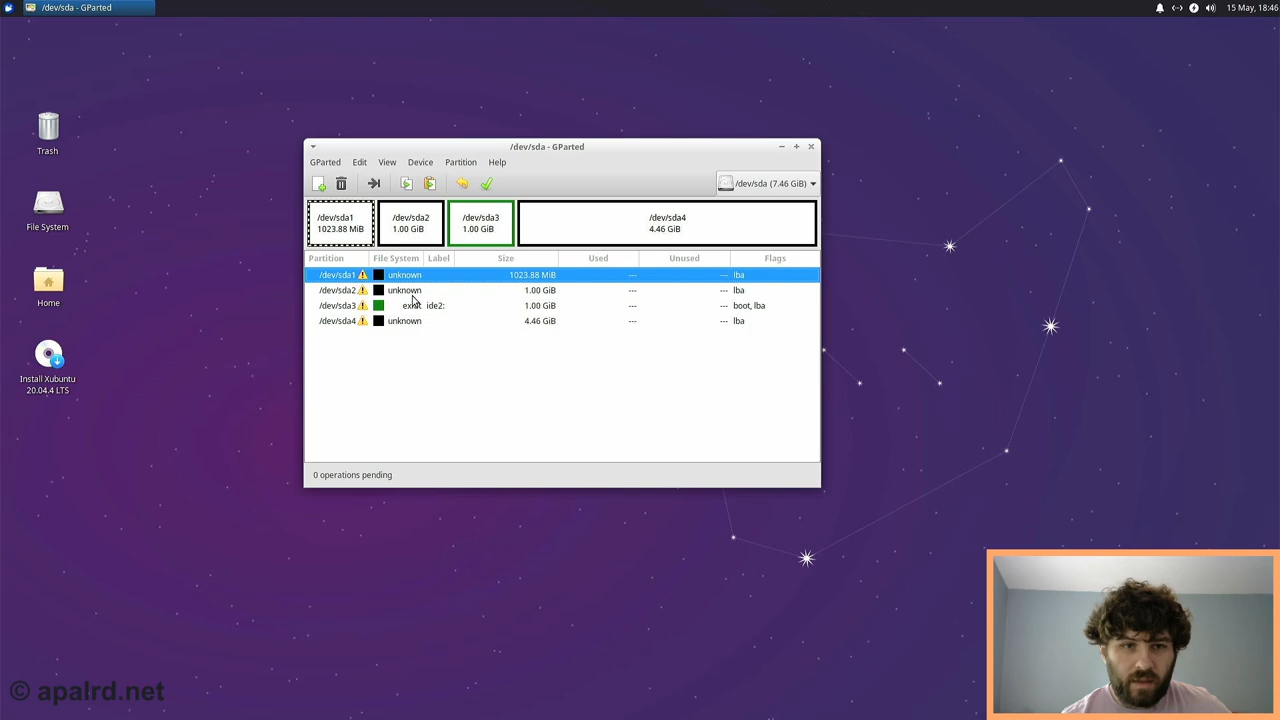 /dev/sda - GParted
15 May, 18:46
Trash
File System
Home
Install Xubuntu
20.04.4 LTS
/dev/sda - GParted
GParted Edit View Device Partition Help
/dev/sda (7.46 GiB)
/dev/sda1 /dev/sda2 /dev/sda3 /dev/sda4
1023.88 MiB 1.00 GiB 1.00 GiB 4.46 GiB
Partition File System Label Size Used Unused Flags
/dev/sda1 unknown 1023.88 MiB --- --- lba
/dev/sda2 unknown 1.00 GiB --- --- lba
/dev/sda3 ide2: 1.00 GiB --- --- boot, lba
/dev/sda4 unknown 4.46 GiB --- --- lba
0 operations pending
© apalrd.net